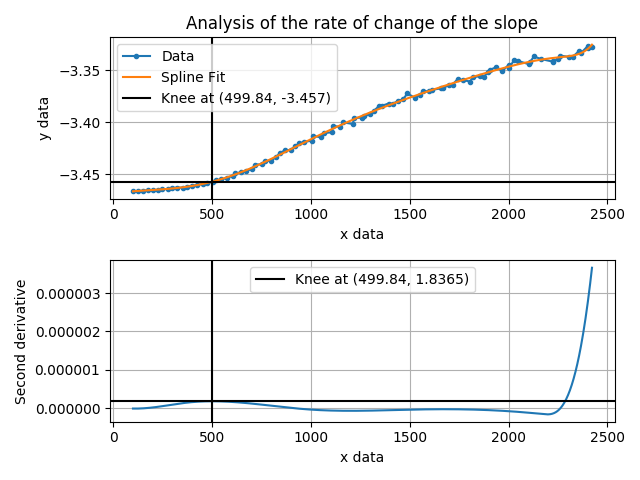 Analysis of the rate of change of the slope
Data
Spline Fit
Knee at (499.84, -3.457)
y data
−3.35
−3.40
−3.45
0 500 1000 1500 2000 2500
x data
Knee at (499.84, 1.8365)
Second derivative
0.000003
0.000002
0.000001
0.000000
0 500 1000 1500 2000 2500
x data